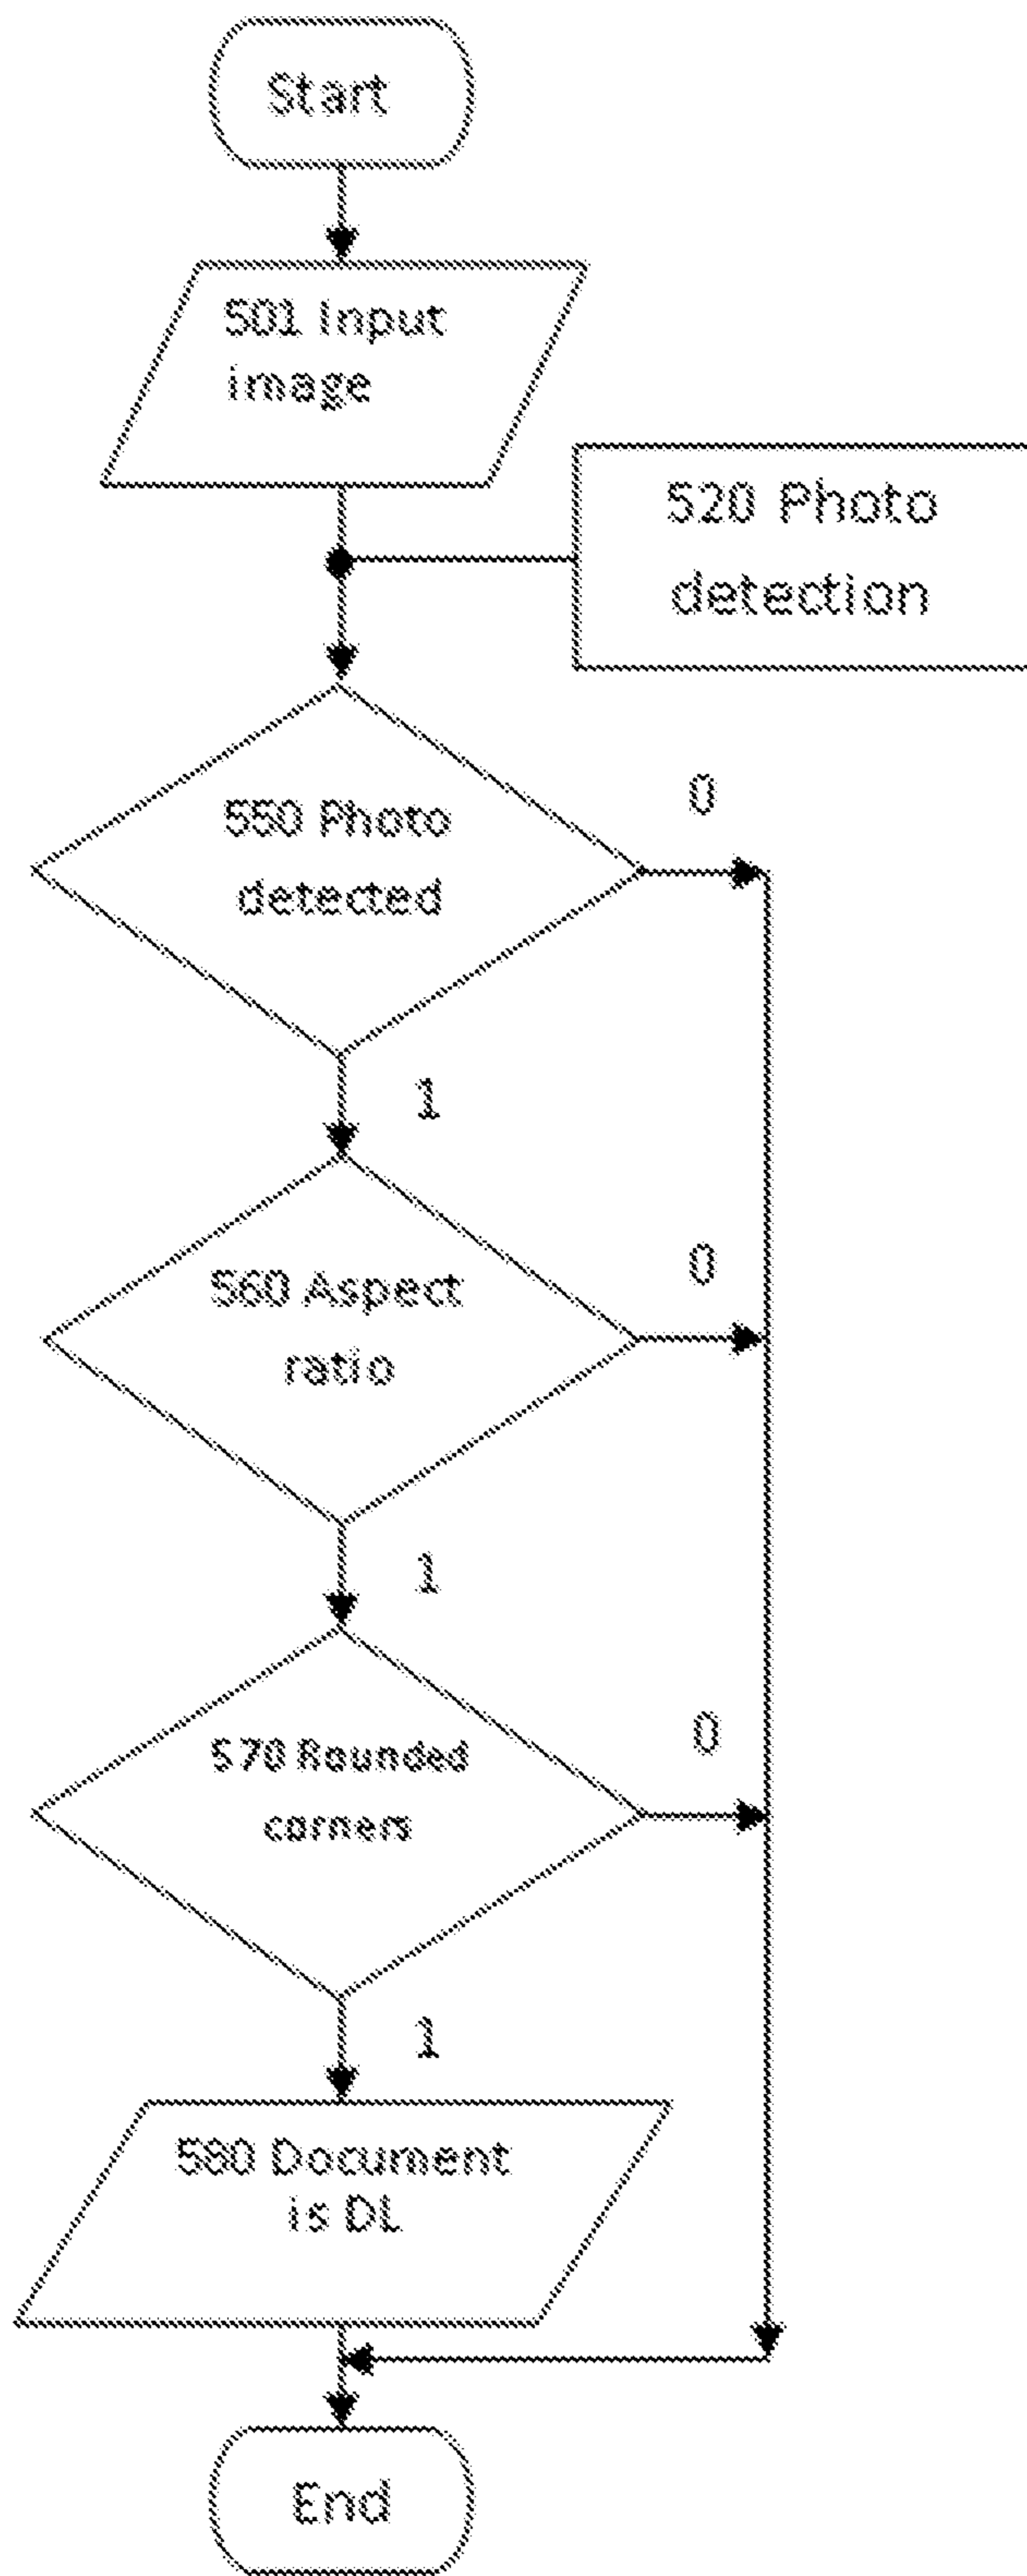 Start
501 Input
image
520 Photo
detection
550 Photo
detected
0
1
560 Aspect
ratio
0
1
570 Rounded
corners
0
1
580 Document
is DL
End